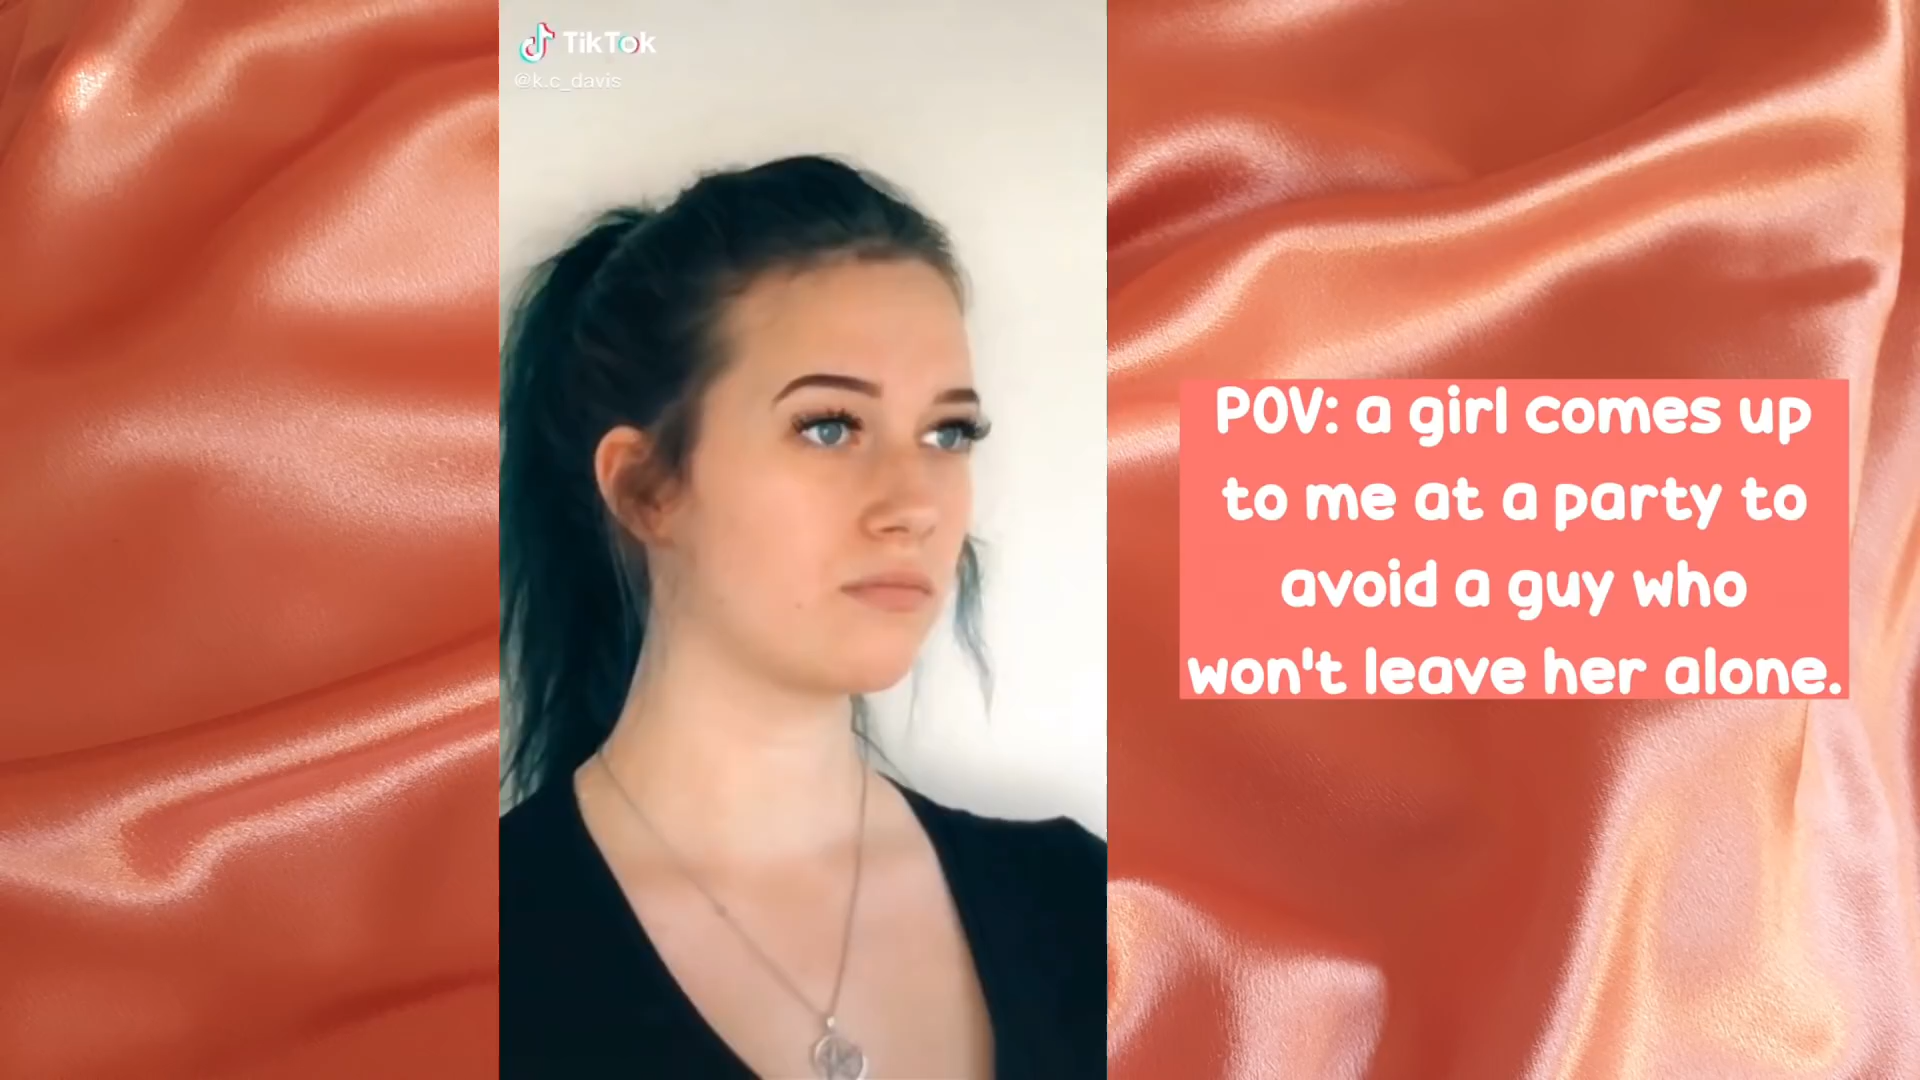 TikTok
@k.c_davis
POV: a girl comes up
to me at a party to
avoid a guy who
won't leave her alone.